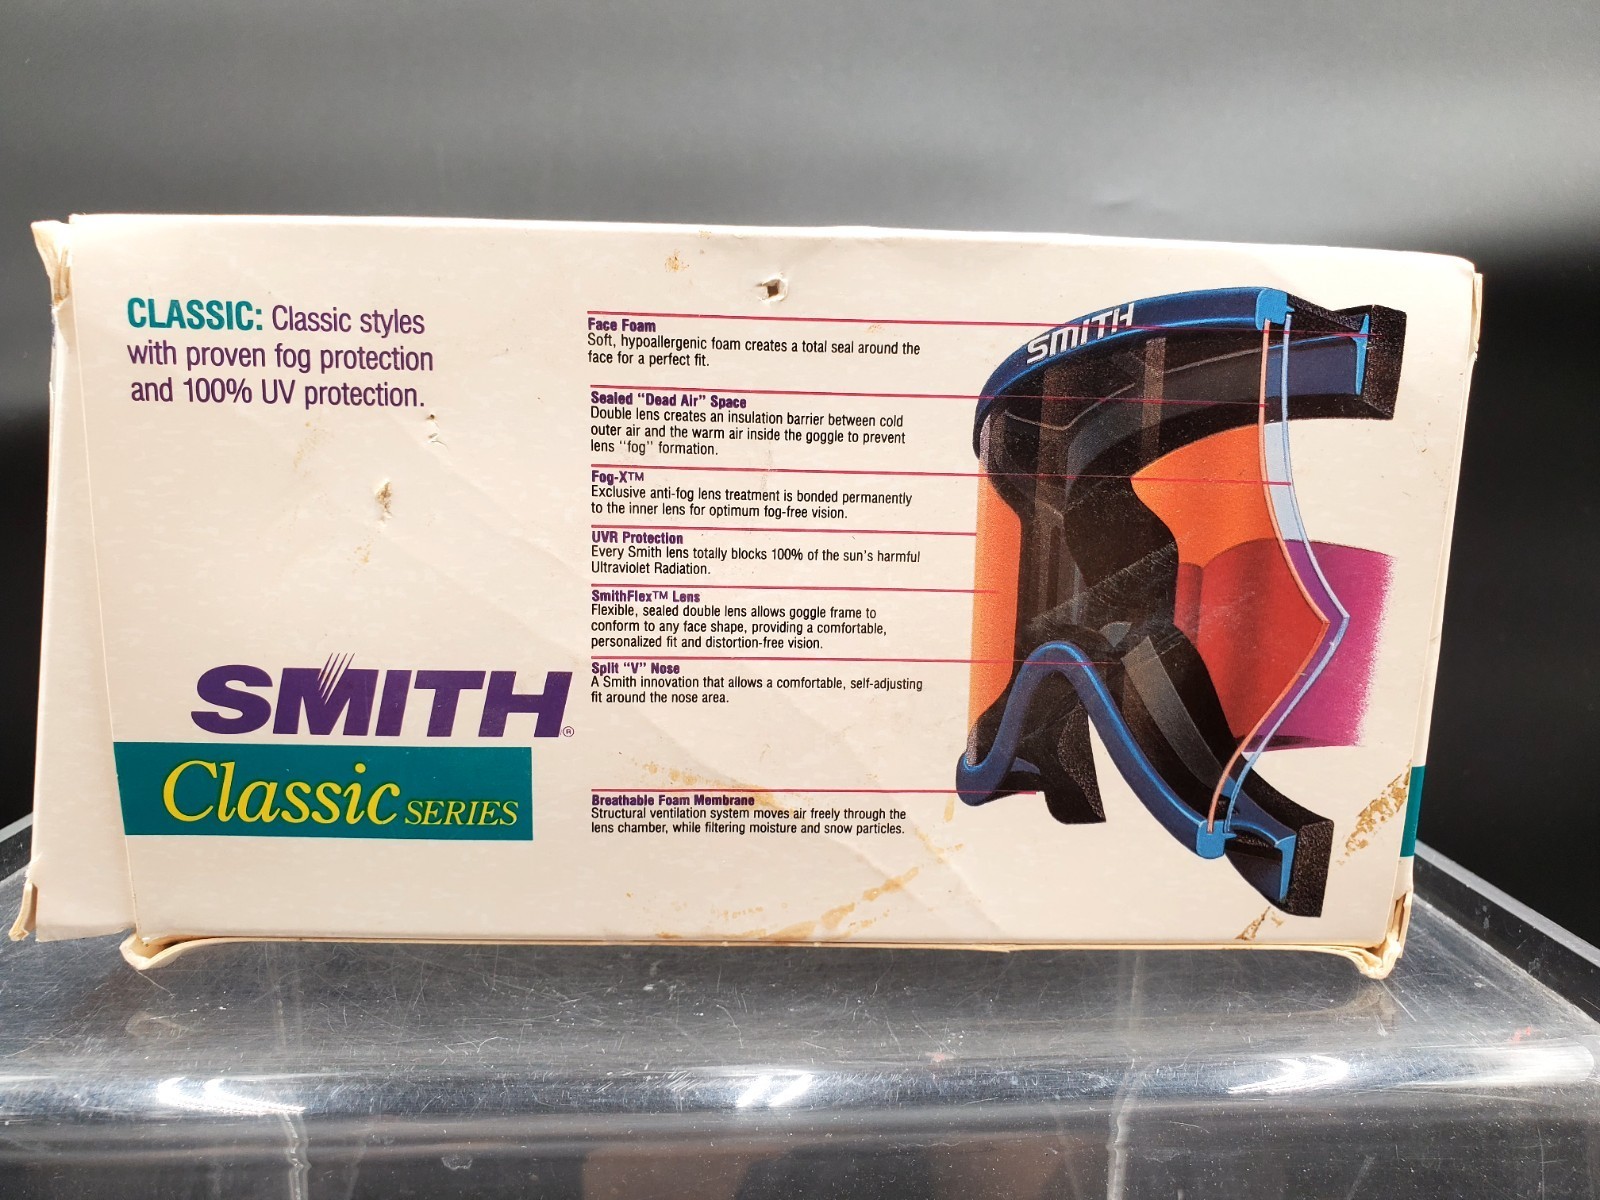 CLASSIC: Classic styles
with proven fog protection
and 100% UV protection.
SMITH®
Classic SERIES
Face Foam
Soft, hypoallergenic foam creates a total seal around the
face for a perfect fit.
Sealed "Dead Air" Space
Double lens creates an insulation barrier between cold
outer air and the warm air inside the goggle to prevent
lens "fog" formation.
Fog-X™
Exclusive anti-fog lens treatment is bonded permanently
to the inner lens for optimum fog-free vision.
UVR Protection
Every Smith lens totally blocks 100% of the sun's harmful
Ultraviolet Radiation.
SmithFlex™ Lens
Flexible, sealed double lens allows goggle frame to
conform to any face shape, providing a comfortable,
personalized fit and distortion-free vision.
Split "V" Nose
A Smith innovation that allows a comfortable, self-adjusting
fit around the nose area.
Breathable Foam Membrane
Structural ventilation system moves air freely through the
lens chamber, while filtering moisture and snow particles.
SMITH